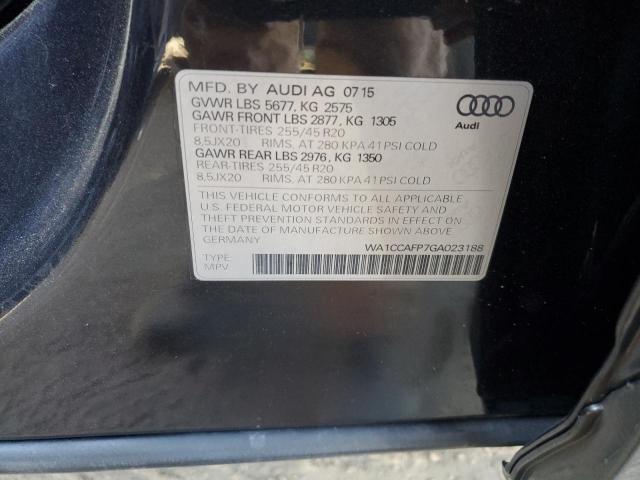 MFD. BY AUDI AG 07 15
GVWR LBS 5677, KG 2575
GAWR FRONT LBS 2877, KG 1305
FRONT-TIRES 255/45 R20
8,5JX20 RIMS, AT 280 KPA 41 PSI COLD
GAWR REAR LBS 2976, KG 1350
REAR-TIRES 255/45 R20
8,5JX20 RIMS, AT 280 KPA 41 PSI COLD
Audi
THIS VEHICLE CONFORMS TO ALL APPLICABLE
U.S. FEDERAL MOTOR VEHICLE SAFETY AND
THEFT PREVENTION STANDARDS IN EFFECT ON
THE DATE OF MANUFACTURE SHOWN ABOVE
GERMANY
WA1CCAFP7GA023188
TYPE
MPV